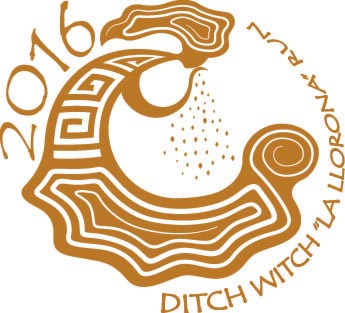 2016
DITCH WITCH "LA LLORONA" RUN